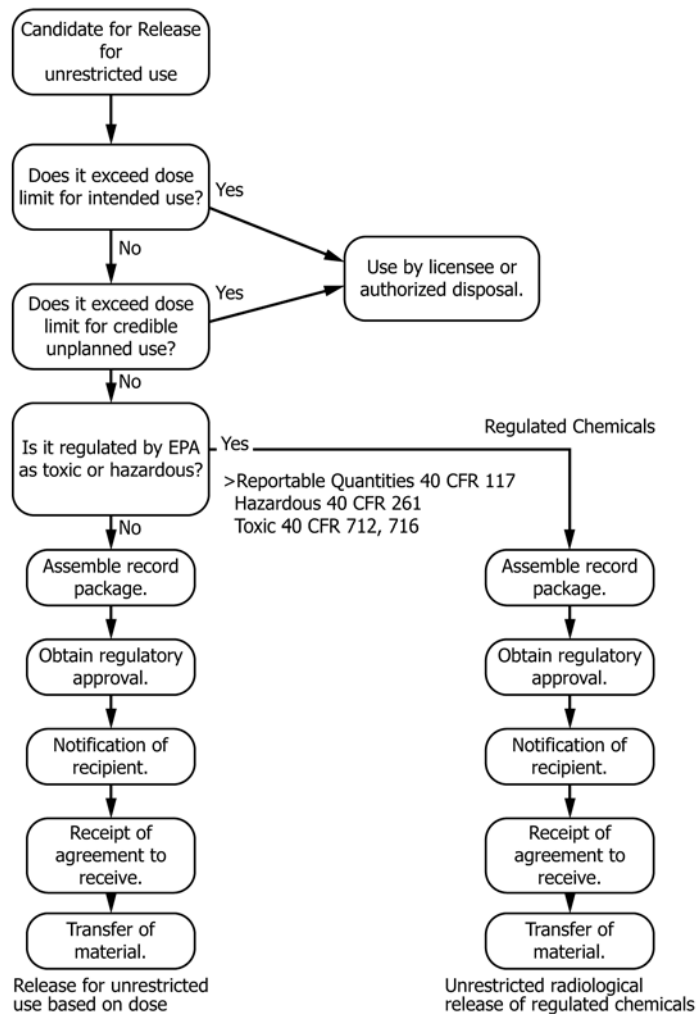 Candidate for Release
for
unrestricted use
Does it exceed dose
limit for intended use?
Yes
No
Use by licensee or
authorized disposal.
Does it exceed dose
limit for credible
unplanned use?
Yes
No
Is it regulated by EPA
as toxic or hazardous?
Yes
Regulated Chemicals
>Reportable Quantities 40 CFR 117
Hazardous 40 CFR 261
Toxic 40 CFR 712, 716
No
Assemble record
package.
Obtain regulatory
approval.
Notification of
recipient.
Receipt of
agreement to
receive.
Transfer of
material.
Release for unrestricted
use based on dose
Assemble record
package.
Obtain regulatory
approval.
Notification of
recipient.
Receipt of
agreement to
receive.
Transfer of
material.
Unrestricted radiological
release of regulated chemicals